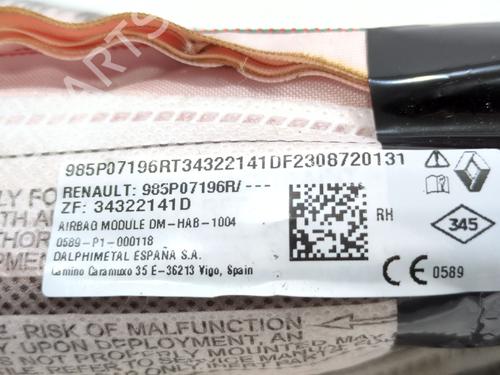 985P07196RT34322141DF2308720131
RENAULT: 985P07196R/---
ZF: 34322141D
AIRBAG MODULE DM-HAB-1004
0589-P1-000118
DALPHIMETAL ESPAÑA S.A.
Camino Caramuxo 35 E-36213 Vigo, Spain
RH
345
CE 0589
RISK OF MALFUNCTION
UPON DEPLOYMENT, AN